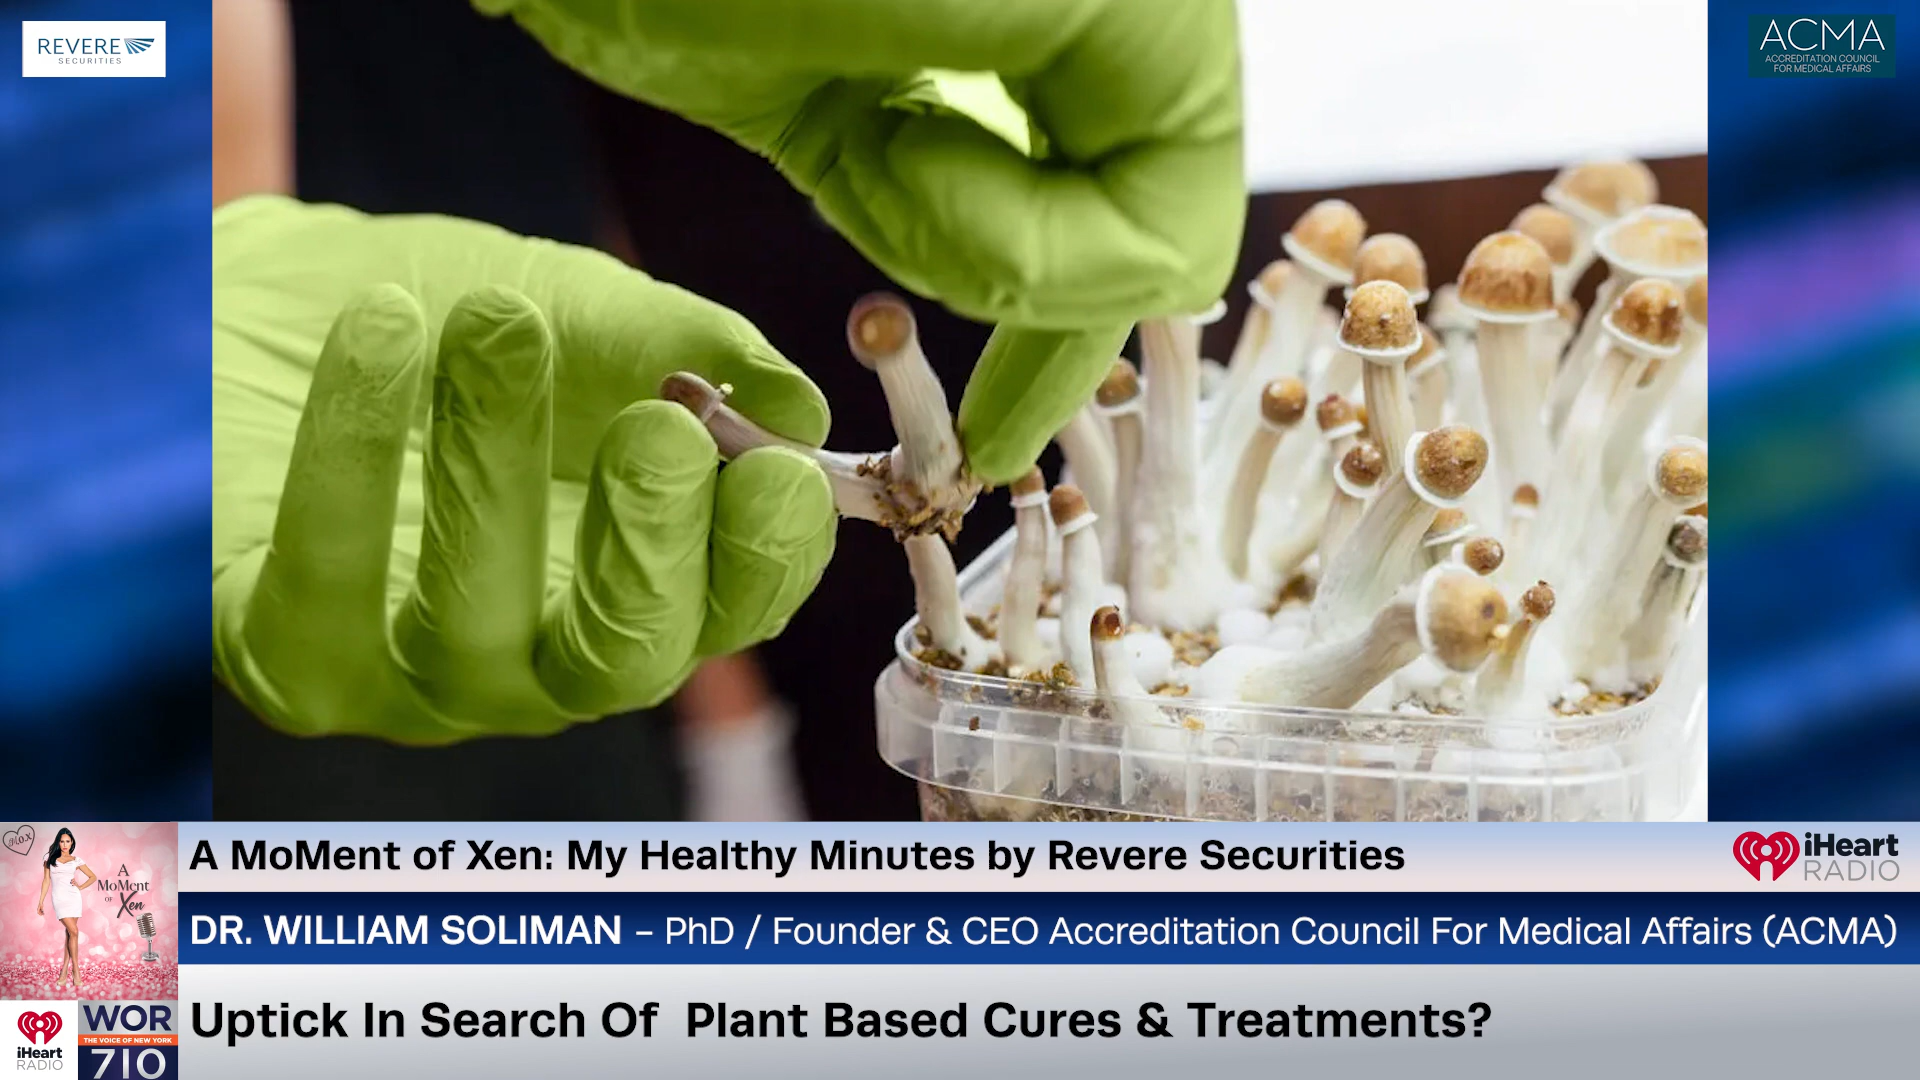 REVERE
SECURITIES
ACMA
ACCREDITATION COUNCIL
FOR MEDICAL AFFAIRS
M.O.X
A
MoMent
OF
Xen
A MoMent of Xen: My Healthy Minutes by Revere Securities
iHeart
RADIO
DR. WILLIAM SOLIMAN – PhD / Founder & CEO Accreditation Council For Medical Affairs (ACMA)
Uptick In Search Of Plant Based Cures & Treatments?
iHeart
RADIO
WOR
THE VOICE OF NEW YORK
710